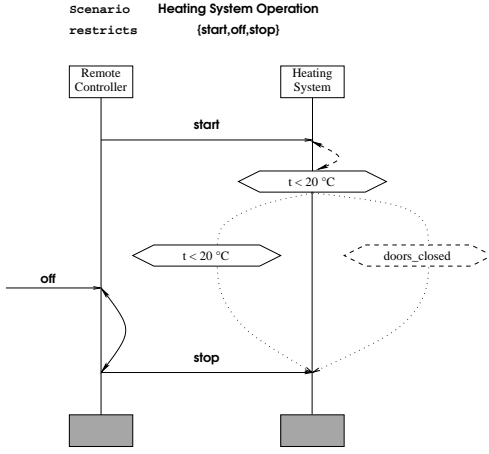 Scenario Heating System Operation
restricts {start,off,stop}
Remote
Controller
Heating
System
start
t < 20 °C
t < 20 °C
doors_closed
off
stop